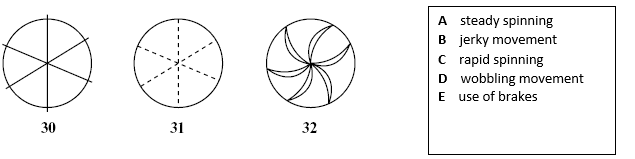 30
31
32
A steady spinning
B jerky movement
C rapid spinning
D wobbling movement
E use of brakes